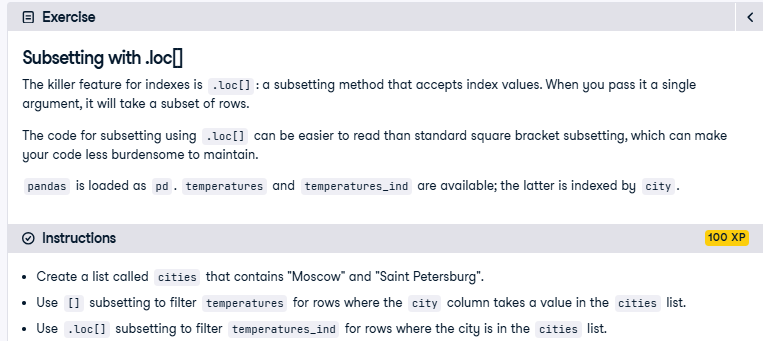 Exercise
Subsetting with .loc[]
The killer feature for indexes is .loc[]: a subsetting method that accepts index values. When you pass it a single
argument, it will take a subset of rows.
The code for subsetting using .loc[] can be easier to read than standard square bracket subsetting, which can make
your code less burdensome to maintain.
pandas is loaded as pd. temperatures and temperatures_ind are available; the latter is indexed by city.
Instructions
100 XP
• Create a list called cities that contains "Moscow" and "Saint Petersburg".
• Use [] subsetting to filter temperatures for rows where the city column takes a value in the cities list.
• Use .loc[] subsetting to filter temperatures_ind for rows where the city is in the cities list.